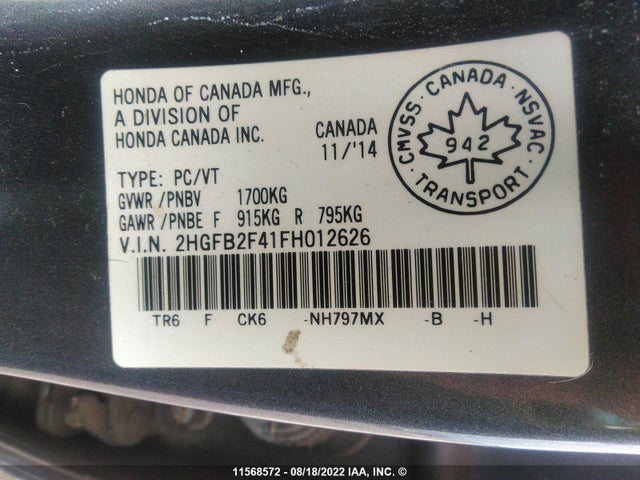 HONDA OF CANADA MFG.,
A DIVISION OF
HONDA CANADA INC.
CANADA
11/'14
CMVSS · CANADA · NSVAC
942
· TRANSPORT ·
TYPE: PC/VT
GVWR /PNBV 1700KG
GAWR /PNBE F 915KG R 795KG
V.I.N. 2HGFB2F41FH012626
TR6 F CK6 -NH797MX -B -H
11568572 - 08/18/2022 IAA, INC. ©